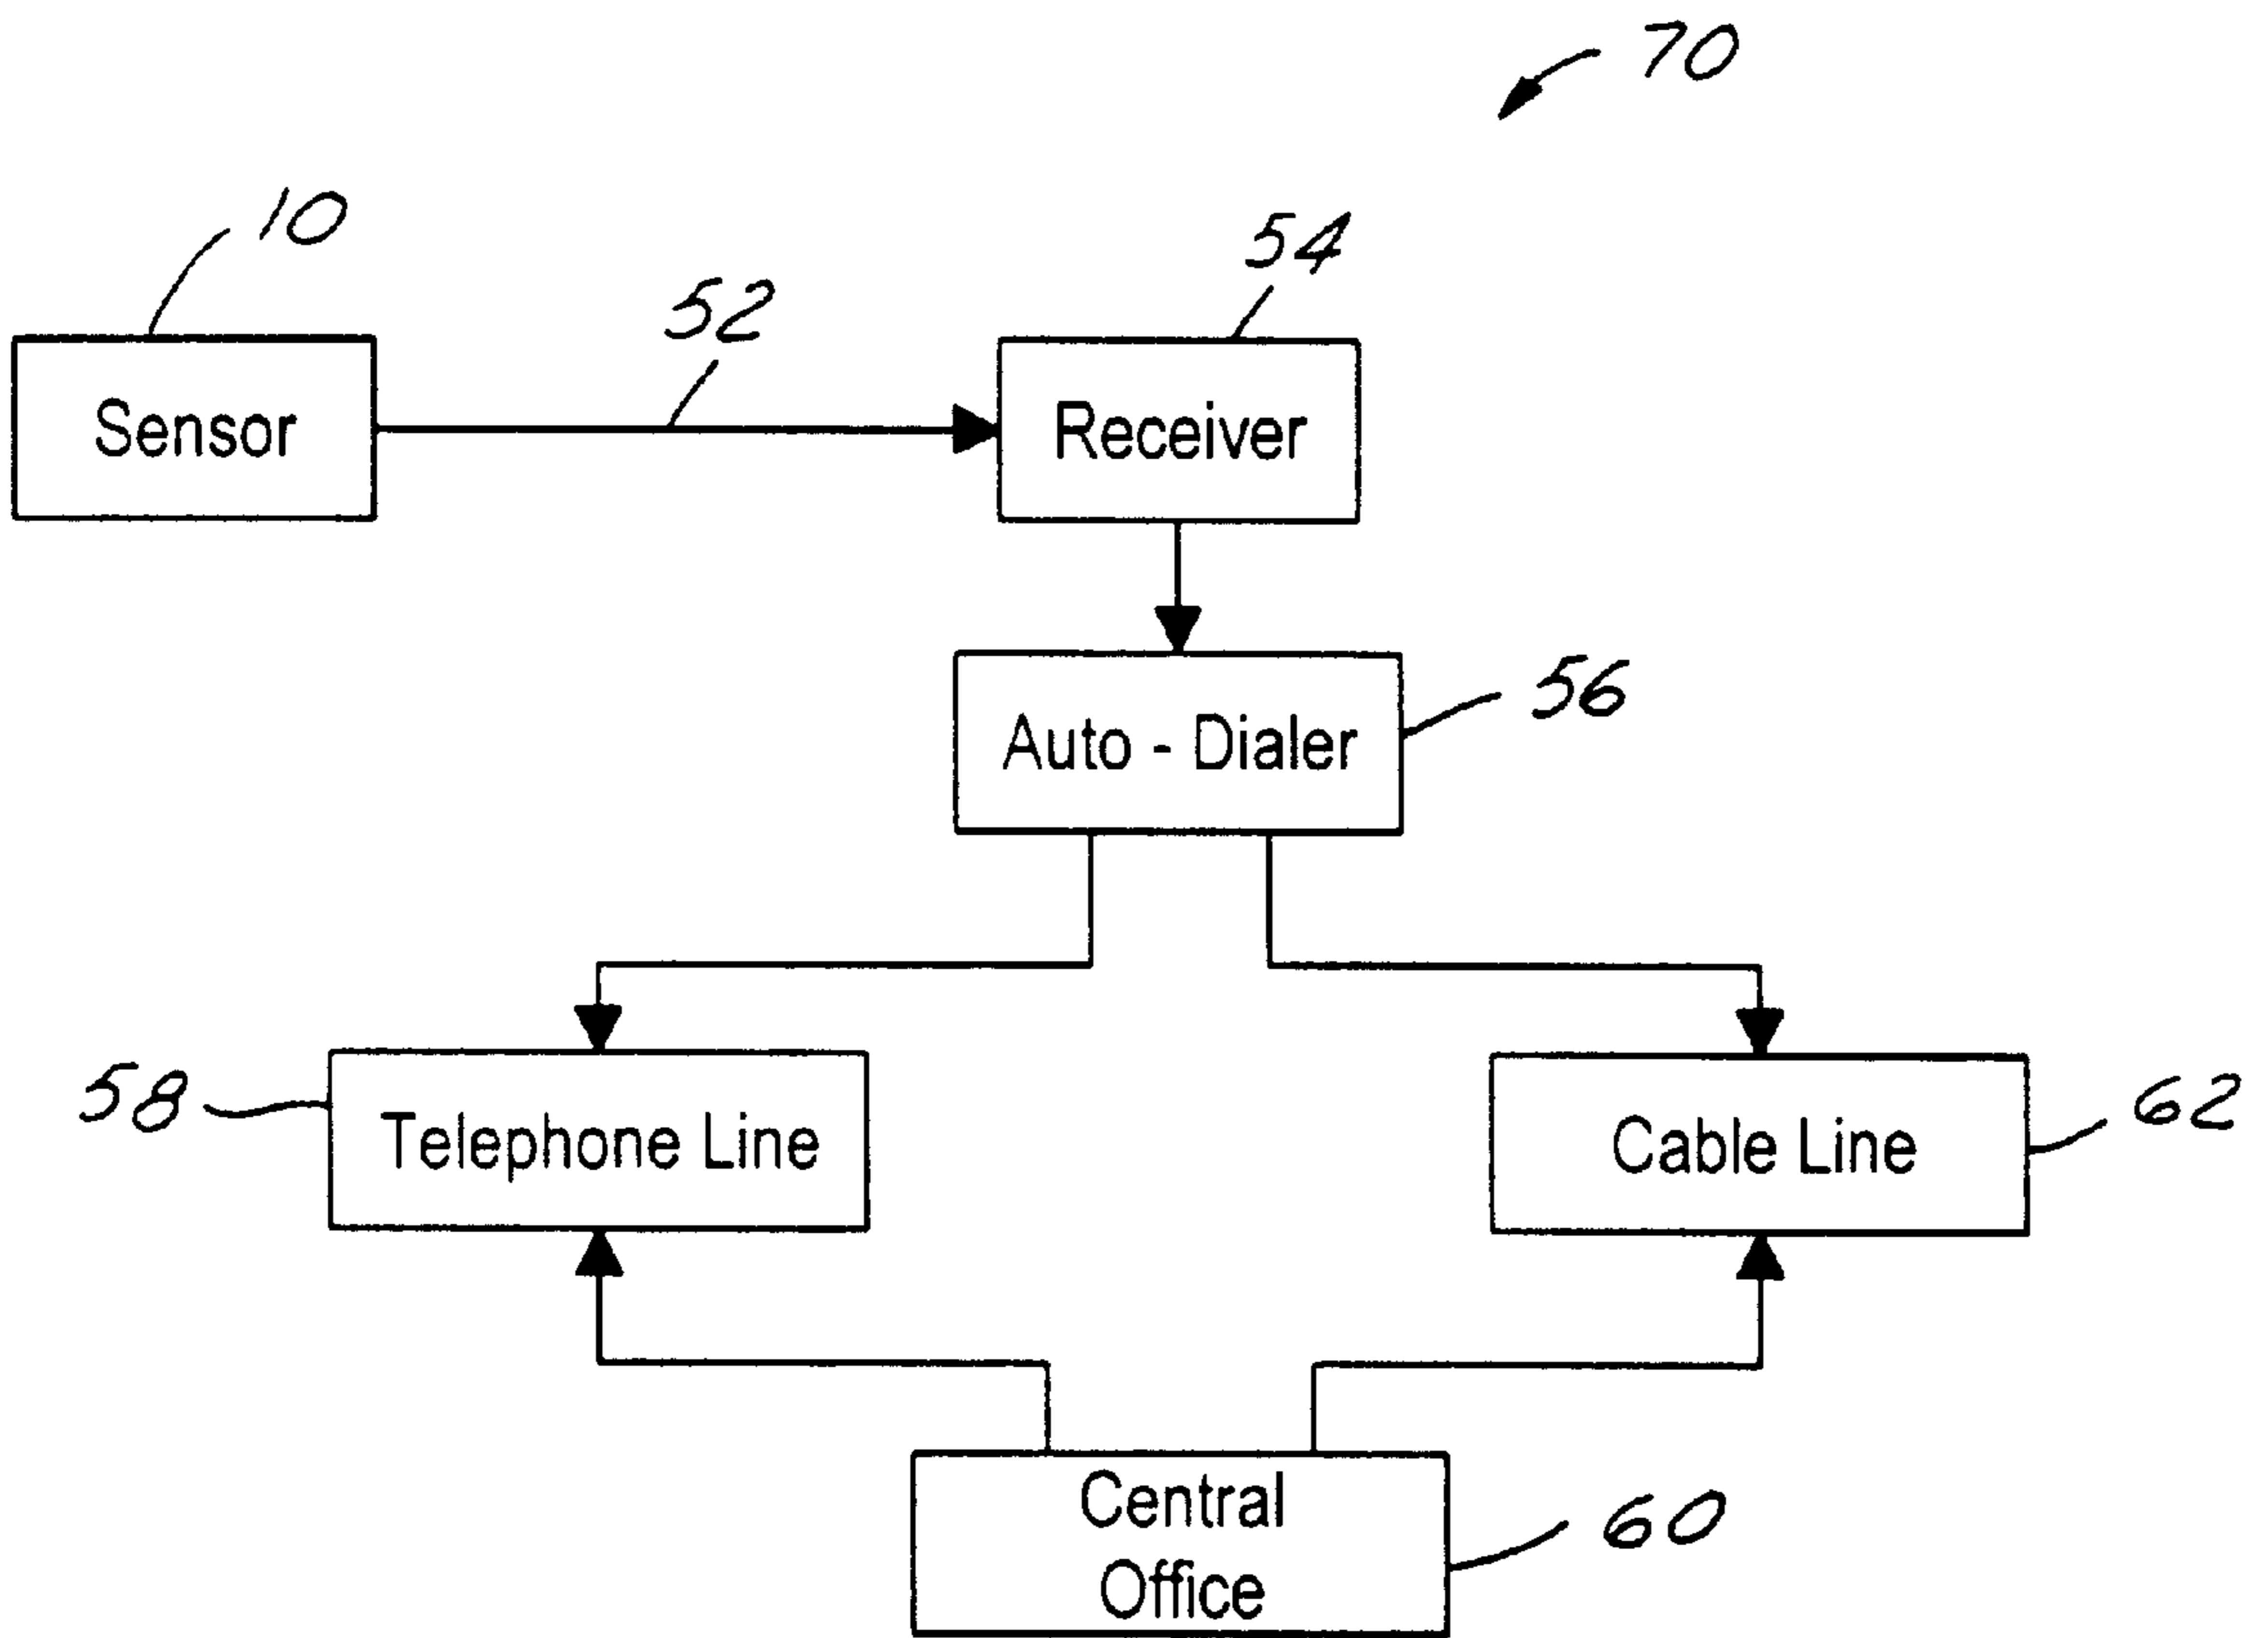 70
10
52
54
Sensor
Receiver
56
Auto - Dialer
58
Telephone Line
62
Cable Line
Central
Office
60